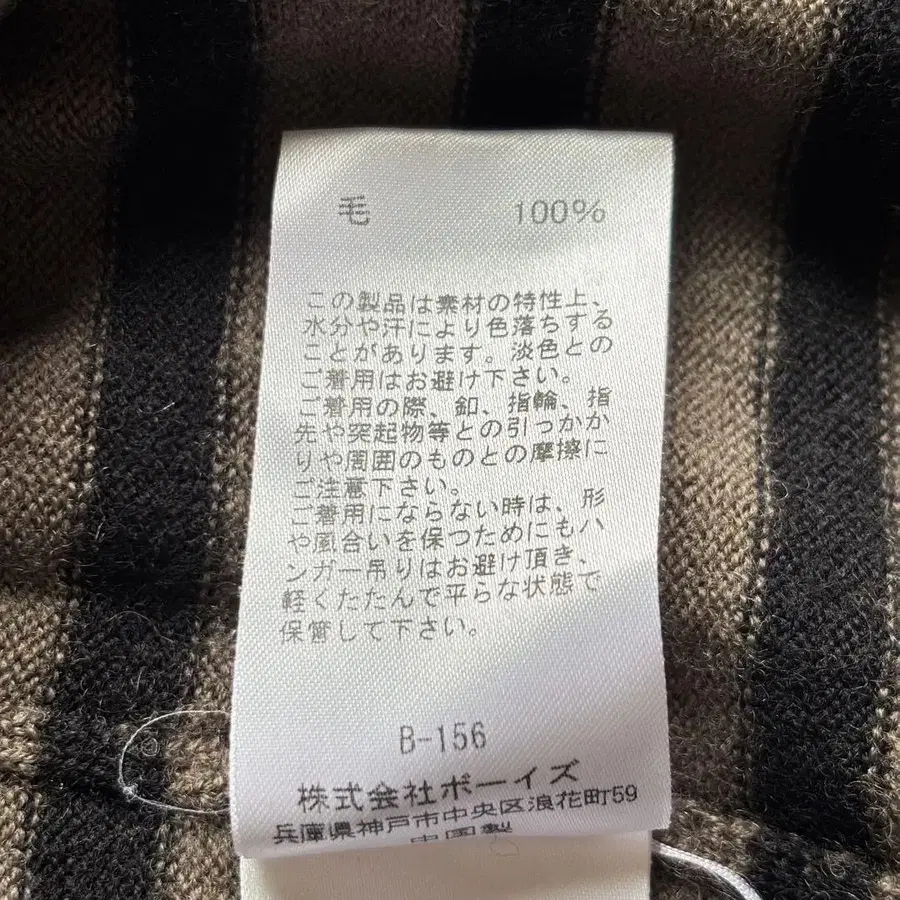 毛 100%
この製品は素材の特性上、
水分や汗により色落ちする
ことがあります。淡色との
ご着用はお避け下さい。
ご着用の際、釦、指輪、指
先や突起物等との引っかか
りや周囲のものとの摩擦に
ご注意下さい。
ご着用にならない時は、形
や風合いを保つためにもハ
ンガー吊りはお避け頂き、
軽くたたんで平らな状態で
保管して下さい。
B-156
株式会社ボーイズ
兵庫県神戸市中央区浪花町59
中国製